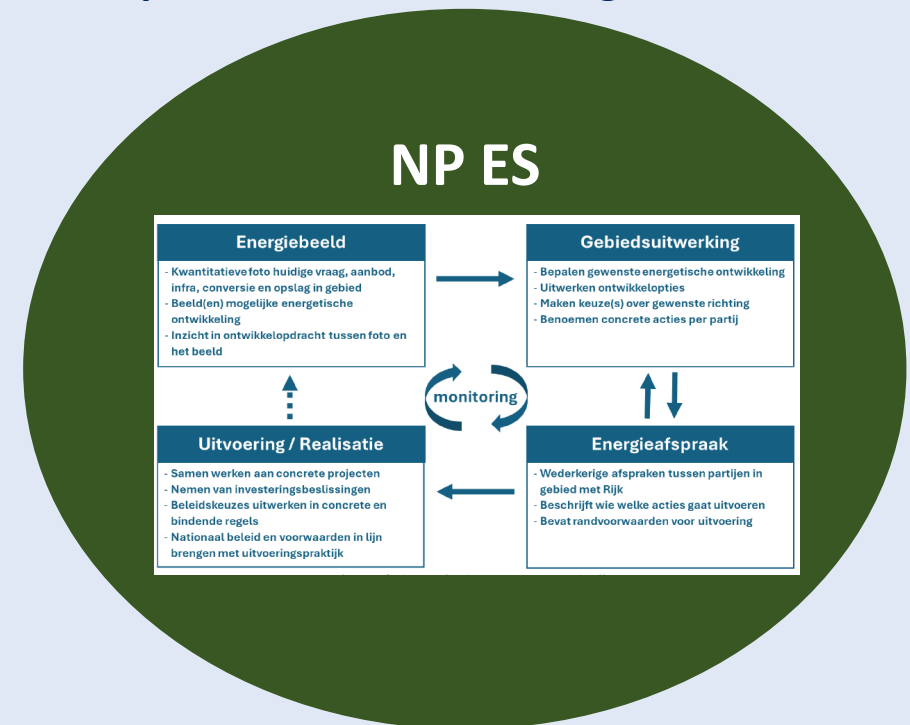 NP ES
Energiebeeld
- Kwantitatieve foto huidige vraag, aanbod,
infra, conversie en opslag in gebied
- Beeld(en) mogelijke energetische
ontwikkeling
- Inzicht in ontwikkelopdracht tussen foto en
het beeld
Gebiedsuitwerking
- Bepalen gewenste energetische ontwikkeling
- Uitwerken ontwikkelopties
- Maken keuze(s) over gewenste richting
- Benoemen concrete acties per partij
monitoring
Uitvoering / Realisatie
- Samen werken aan concrete projecten
- Nemen van investeringsbeslissingen
- Beleidskeuzes uitwerken in concrete en
bindende regels
- Nationaal beleid en voorwaarden in lijn
brengen met uitvoeringspraktijk
Energieafspraak
- Wederkerige afspraken tussen partijen in
gebied met Rijk
- Beschrijft wie welke acties gaat uitvoeren
- Bevat randvoorwaarden voor uitvoering